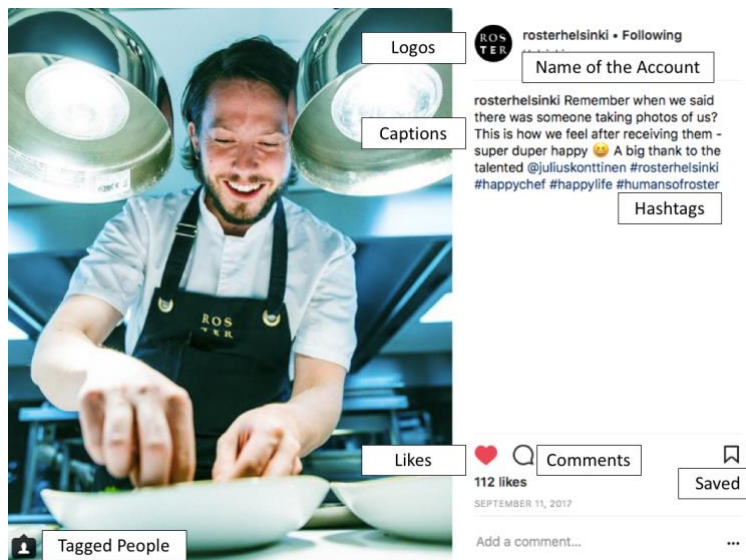 Logos
ROS
TER
rosterhelsinki • Following
Name of the Account
Captions
rosterhelsinki Remember when we said
there was someone taking photos of us?
This is how we feel after receiving them -
super duper happy 😀 A big thank to the
talented @juliuskonttinen #rosterhelsinki
#happychef #happylife #humansofroster
Hashtags
ROS
TER
Likes
Comments
112 likes
Saved
SEPTEMBER 11, 2017
Add a comment...
Tagged People